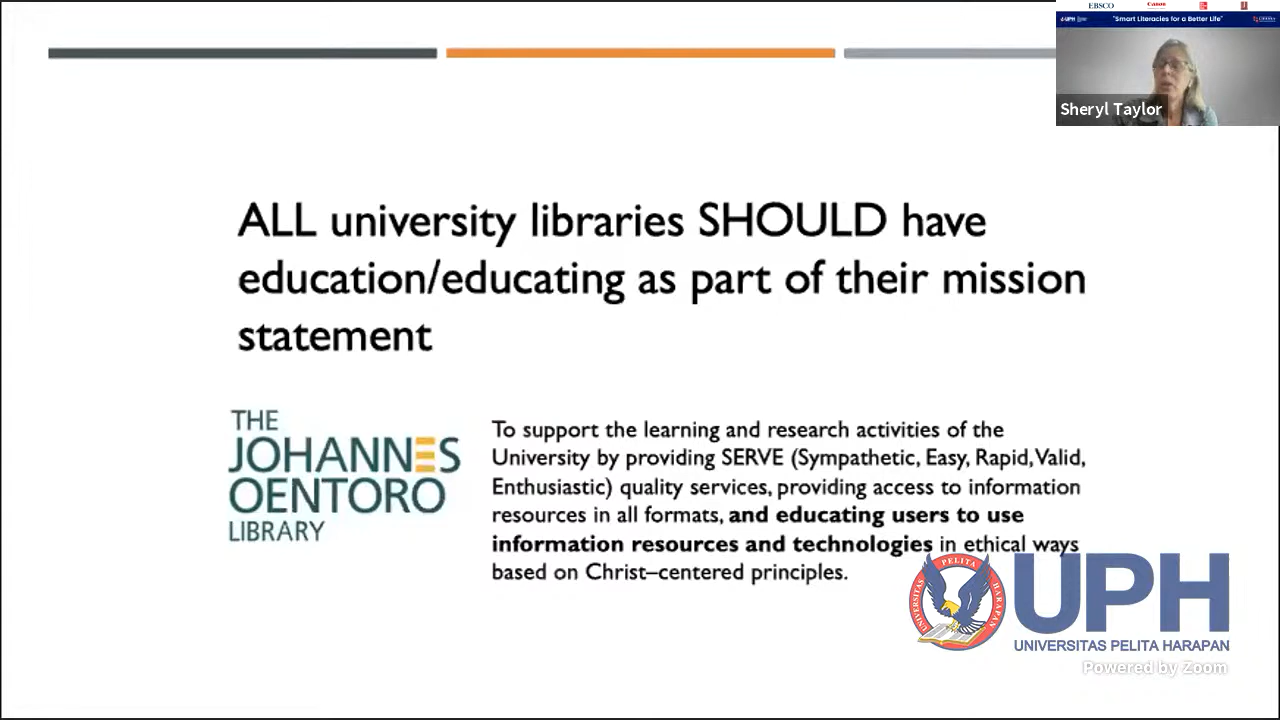 EBSCO
Canon
UPH
"Smart Literacies for a Better Life"
Sheryl Taylor
ALL university libraries SHOULD have
education/educating as part of their mission
statement
THE
JOHANNES
OENTORO
LIBRARY
To support the learning and research activities of the
University by providing SERVE (Sympathetic, Easy, Rapid, Valid,
Enthusiastic) quality services, providing access to information
resources in all formats, and educating users to use
information resources and technologies in ethical ways
based on Christ–centered principles.
UNIVERSITAS PELITA HARAPAN
UPH
UNIVERSITAS PELITA HARAPAN
Powered by Zoom